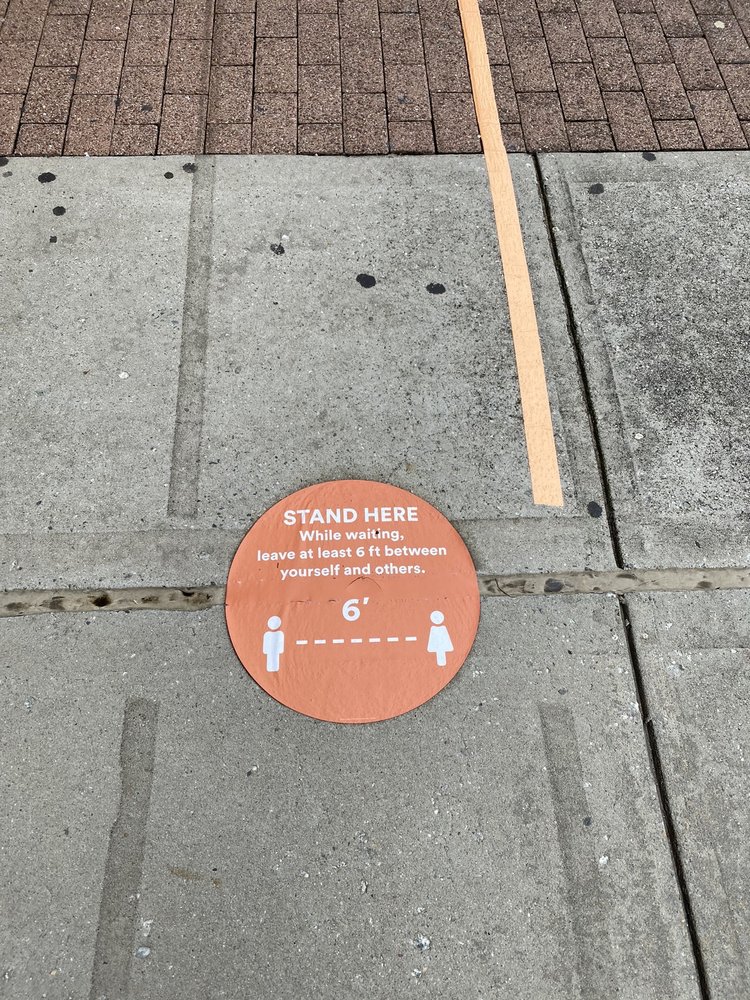 STAND HERE
While waiting,
leave at least 6 ft between
yourself and others.
6'